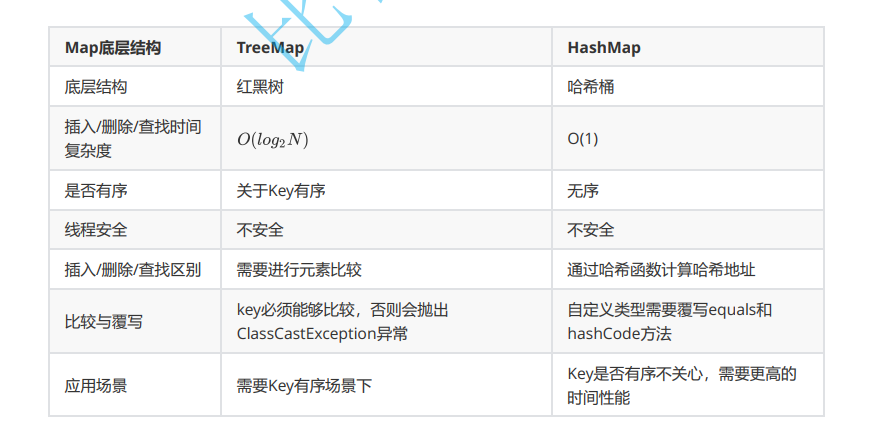 Map底层结构 TreeMap HashMap
底层结构 红黑树 哈希桶
插入/删除/查找时间
复杂度 O(log₂N) O(1)
是否有序 关于Key有序 无序
线程安全 不安全 不安全
插入/删除/查找区别 需要进行元素比较 通过哈希函数计算哈希地址
比较与覆写 key必须能够比较，否则会抛出 自定义类型需要覆写equals和
ClassCastException异常 hashCode方法
应用场景 需要Key有序场景下 Key是否有序不关心，需要更高的
时间性能